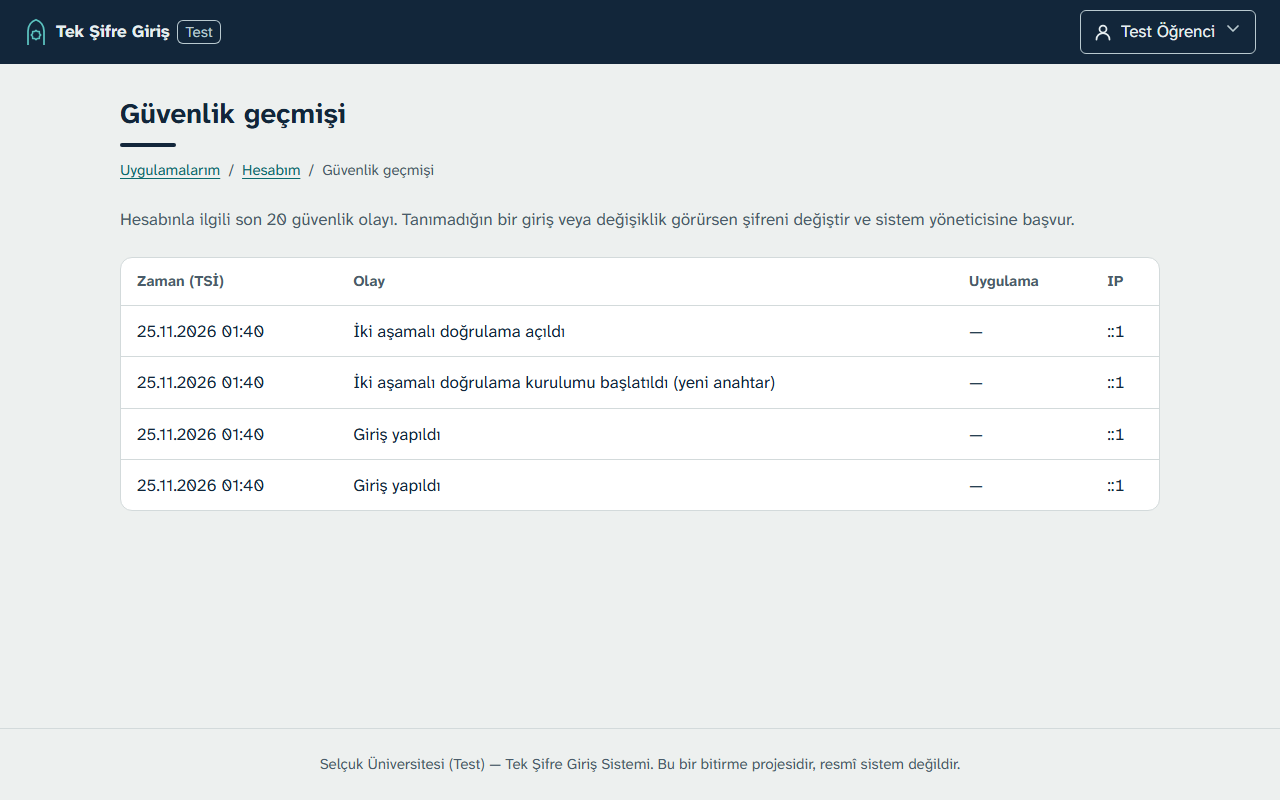 Tek Şifre Giriş Test
Test Öğrenci
Güvenlik geçmişi
Uygulamalarım / Hesabım / Güvenlik geçmişi
Hesabınla ilgili son 20 güvenlik olayı. Tanımadığın bir giriş veya değişiklik görürsen şifreni değiştir ve sistem yöneticisine başvur.
Zaman (TSİ) Olay Uygulama IP
25.11.2026 01:40 İki aşamalı doğrulama açıldı — ::1
25.11.2026 01:40 İki aşamalı doğrulama kurulumu başlatıldı (yeni anahtar) — ::1
25.11.2026 01:40 Giriş yapıldı — ::1
25.11.2026 01:40 Giriş yapıldı — ::1
Selçuk Üniversitesi (Test) — Tek Şifre Giriş Sistemi. Bu bir bitirme projesidir, resmî sistem değildir.